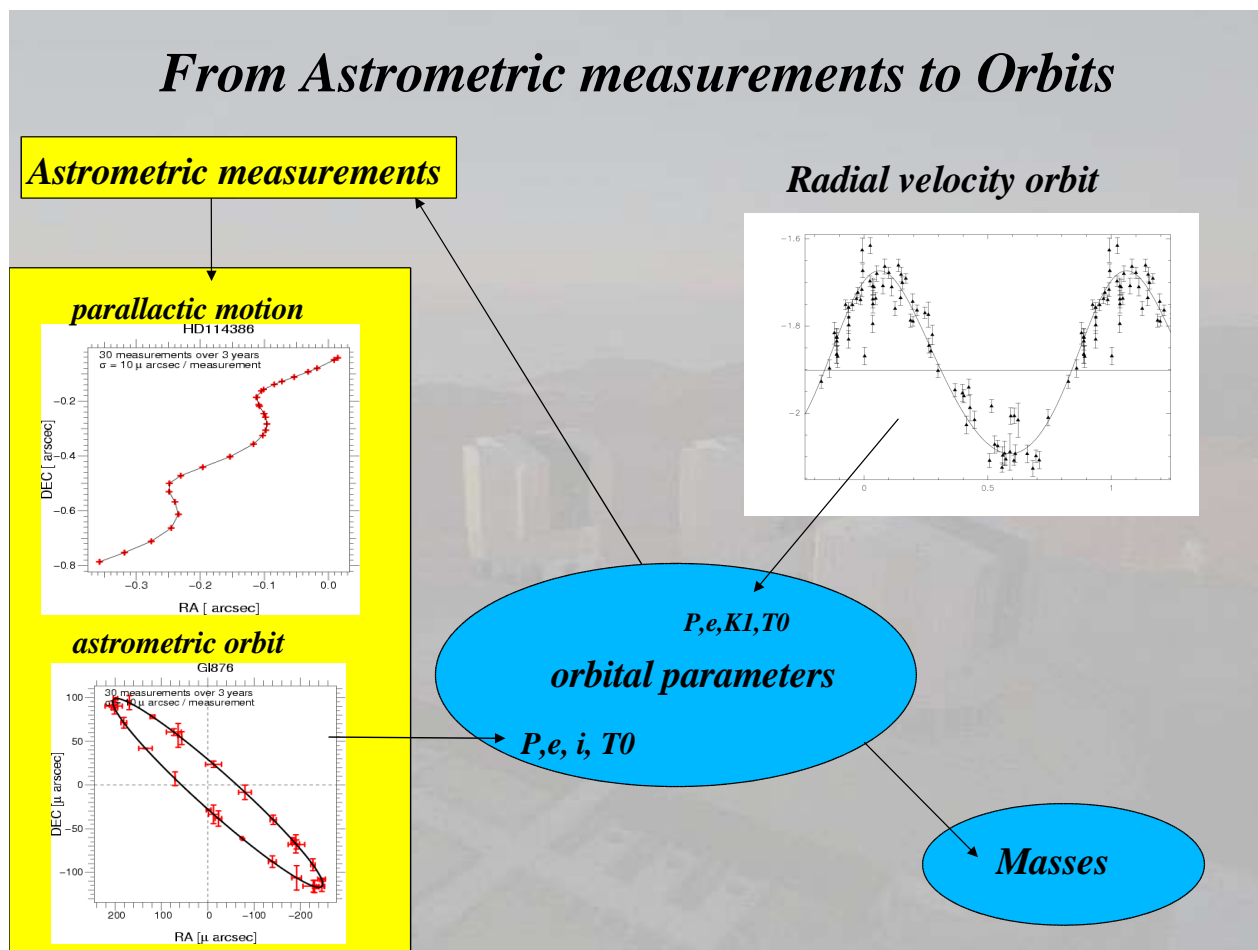 From Astrometric measurements to Orbits
Astrometric measurements
Radial velocity orbit
−1.6
−1.8
−2
0
0.5
1
parallactic motion
HD114386
30 measurements over 3 years
σ = 10 μ arcsec / measurement
DEC [ arscec]
−0.2
−0.4
−0.6
−0.8
−0.3
−0.2
−0.1
0.0
RA [ arcsec]
astrometric orbit
Gl876
30 measurements over 3 years
μ arcsec / measurement
DEC [μ arcsec]
100
50
0
−50
−100
200
100
0
−100
−200
RA [μ arcsec]
P,e,K1,T0
orbital parameters
P,e, i, T0
Masses